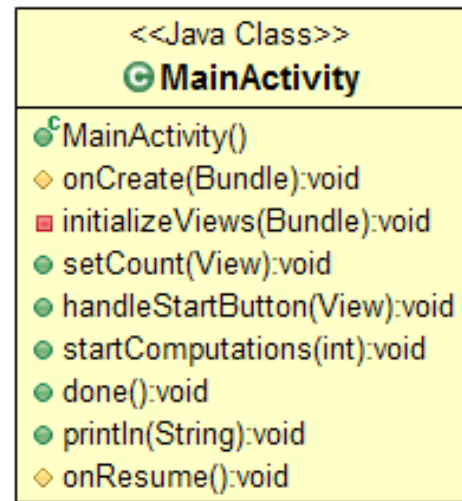 <<Java Class>>
C MainActivity
C MainActivity()
onCreate(Bundle):void
initializeViews(Bundle):void
setCount(View):void
handleStartButton(View):void
startComputations(int):void
done():void
println(String):void
onResume():void